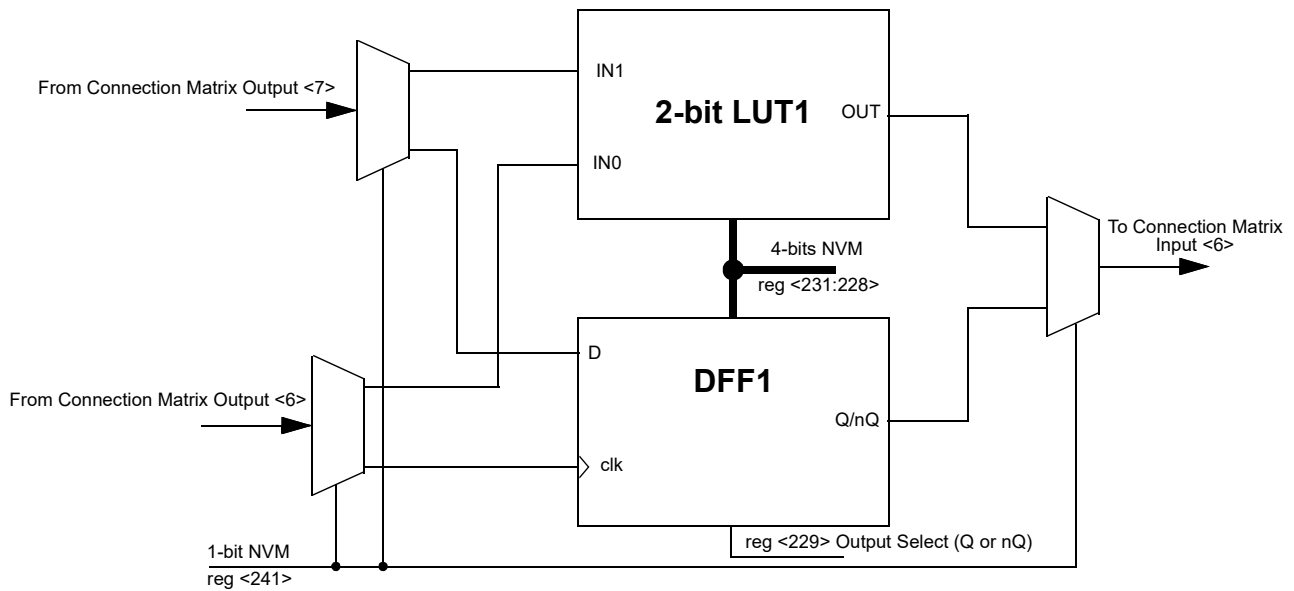 From Connection Matrix Output <7>
IN1
2-bit LUT1
OUT
IN0
To Connection Matrix
Input <6>
4-bits NVM
reg <231:228>
D
DFF1
From Connection Matrix Output <6>
Q/nQ
clk
reg <229> Output Select (Q or nQ)
1-bit NVM
reg <241>